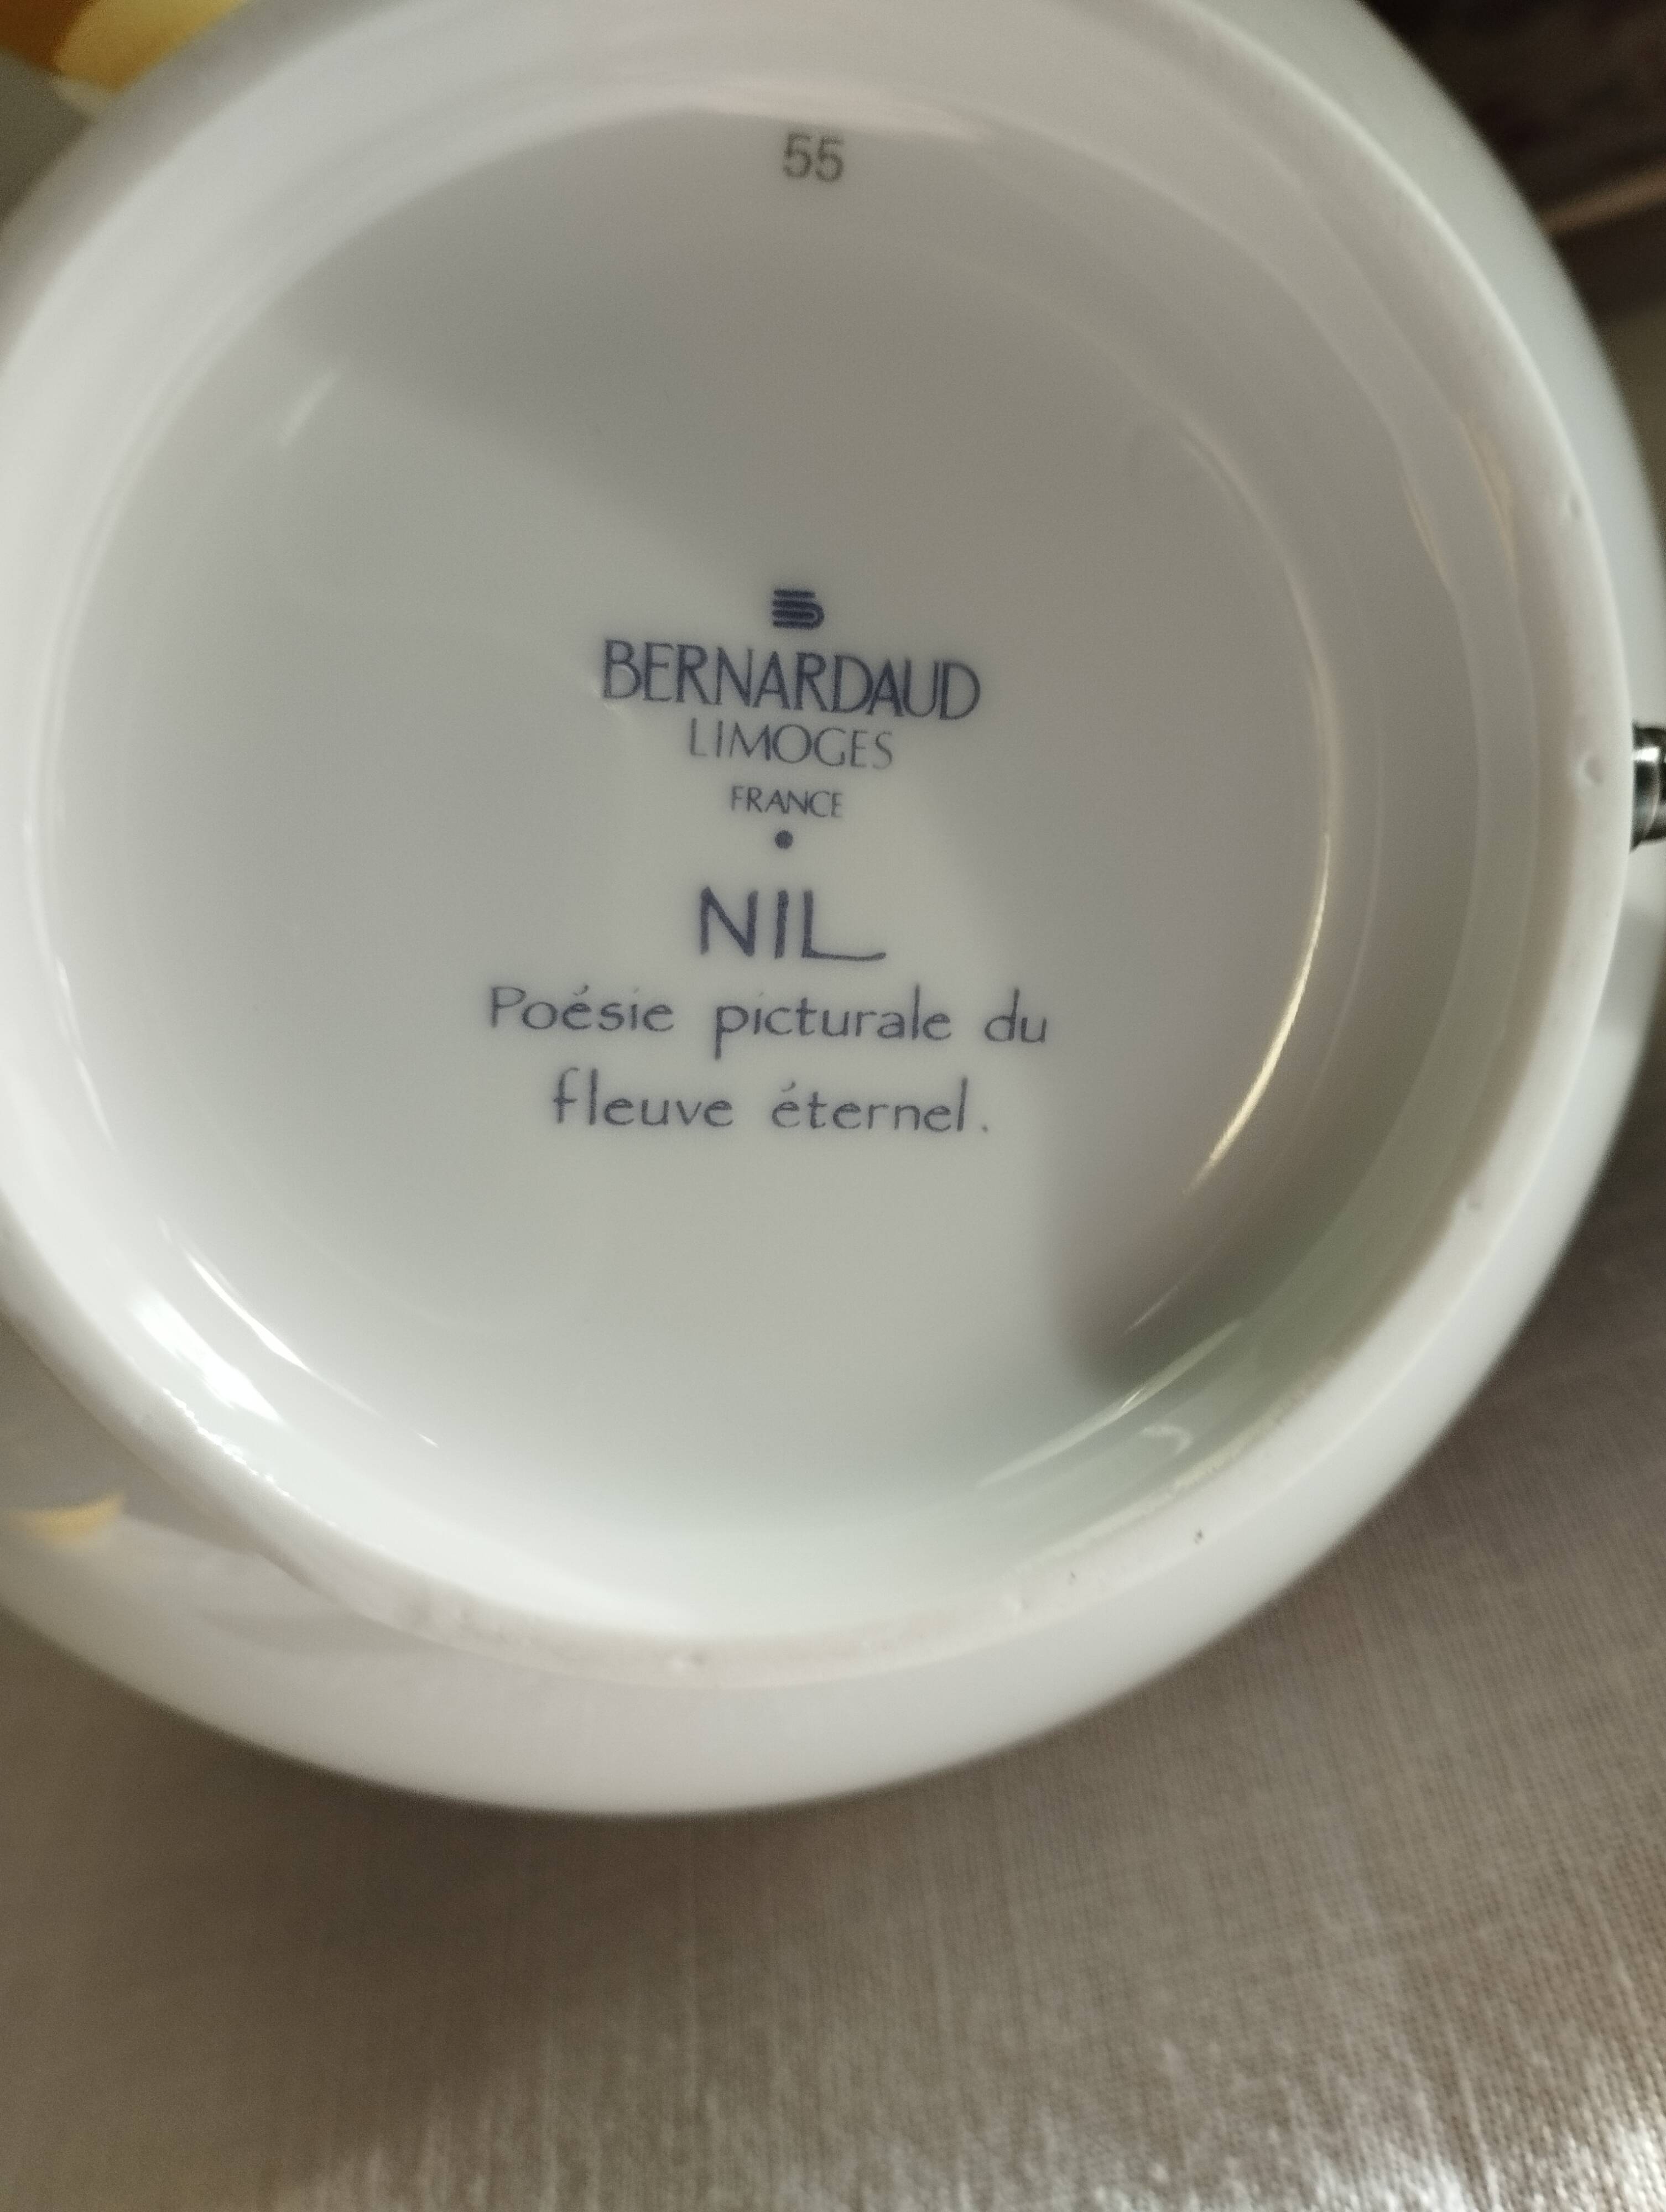 55
BERNARDAUD
LIMOGES
FRANCE
NIL
Poésie picturale du
fleuve éternel.